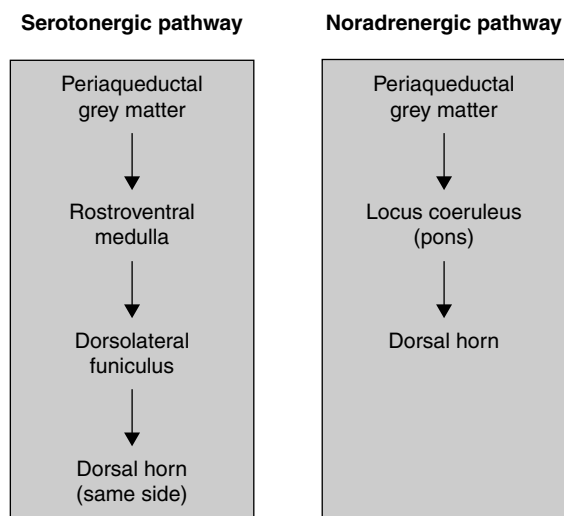 Serotonergic pathway
Periaqueductal
grey matter
Rostroventral
medulla
Dorsolateral
funiculus
Dorsal horn
(same side)
Noradrenergic pathway
Periaqueductal
grey matter
Locus coeruleus
(pons)
Dorsal horn